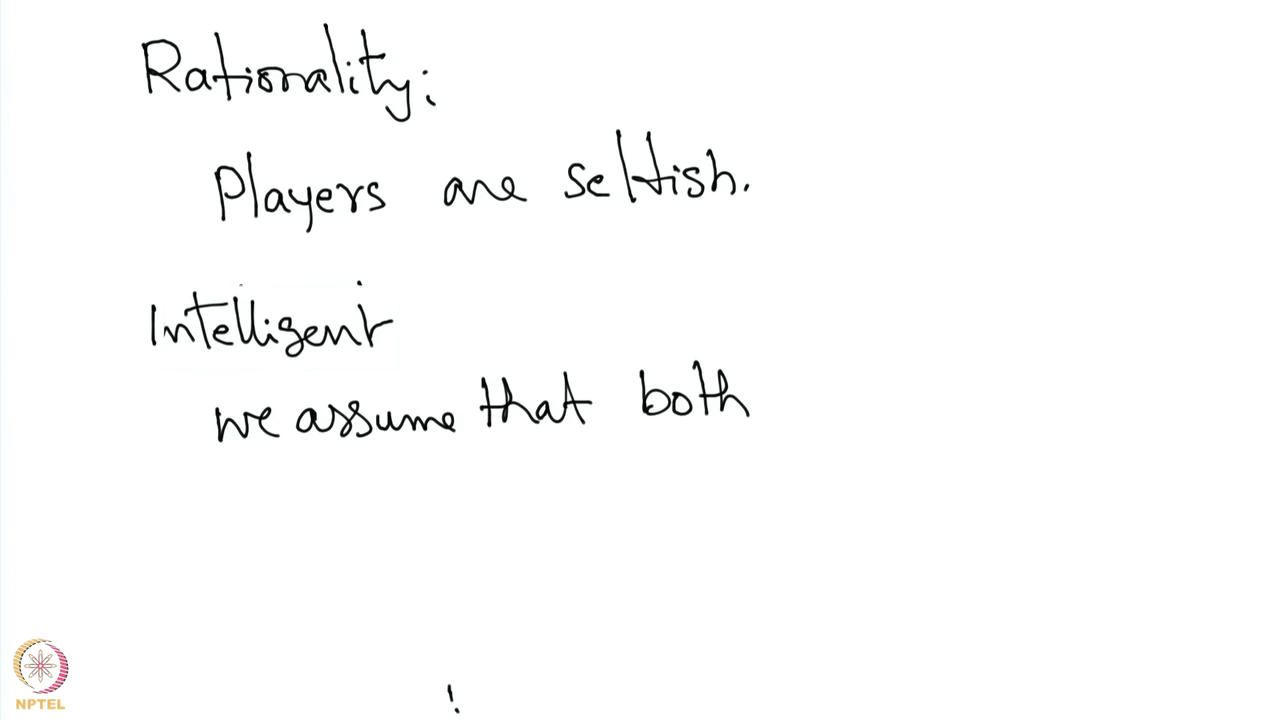 Rationality:
Players are selfish.
Intelligent
we assume that both
NPTEL